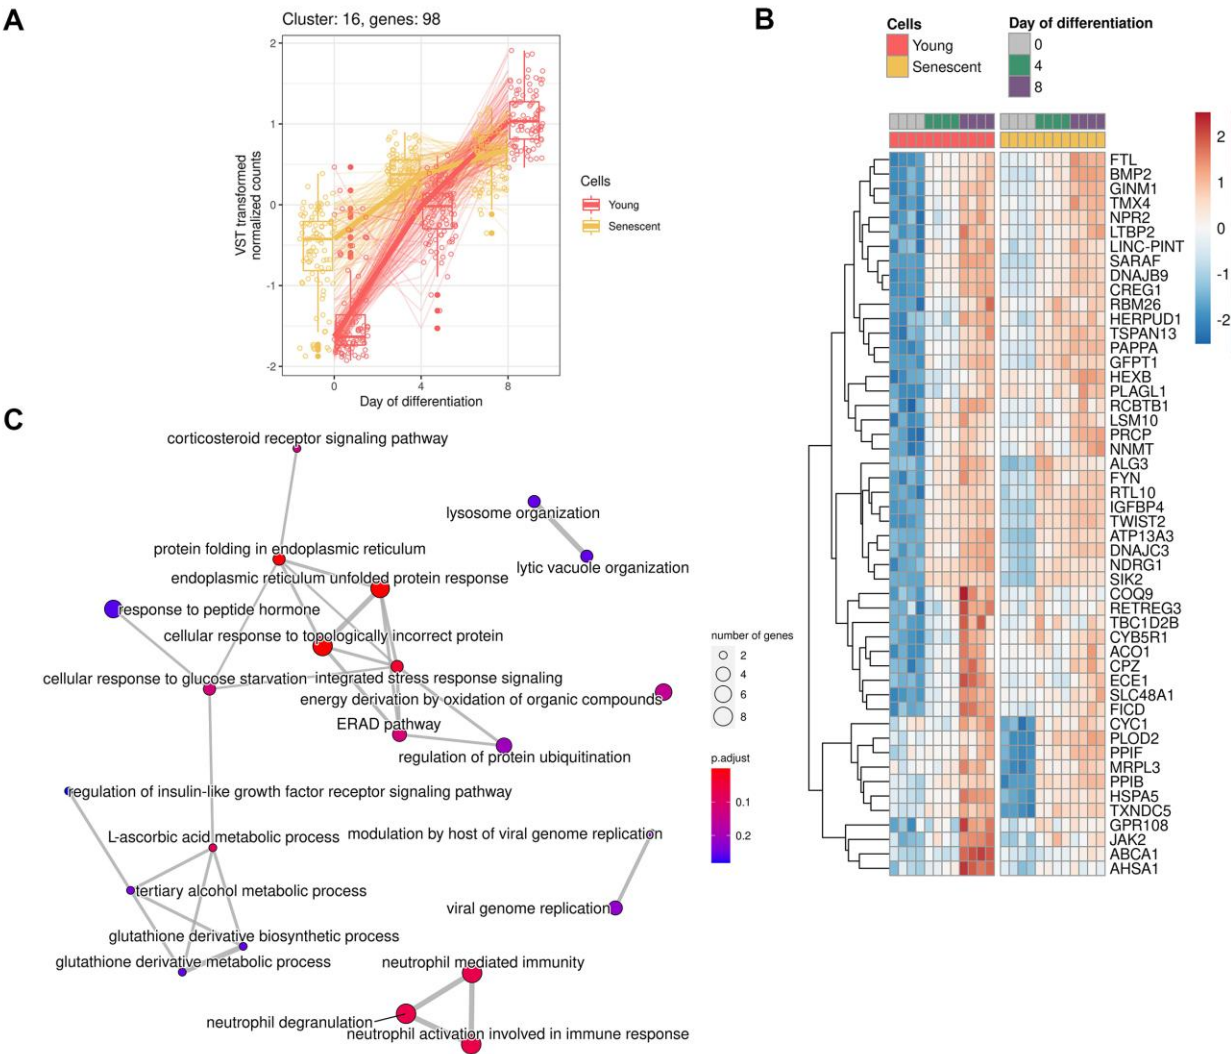 A
Cluster: 16, genes: 98
2
1
0
-1
-2
VST transformed
normalized counts
0
4
8
Day of differentiation
Cells
Young
Senescent
B
Cells
Young
Senescent
Day of differentiation
0
4
8
2
1
0
-1
-2
FTL
BMP2
GINM1
TMX4
NPR2
LTBP2
LINC-PINT
SARAF
DNAJB9
CREG1
RBM26
HERPUD1
TSPAN13
PAPPA
GFPT1
HEXB
PLAGL1
RCBTB1
LSM10
PRCP
NNMT
ALG3
FYN
RTL10
IGFBP4
TWIST2
ATP13A3
DNAJC3
NDRG1
SIK2
COQ9
RETREG3
TBC1D2B
CYB5R1
ACO1
CPZ
ECE1
SLC48A1
FICD
CYC1
PLOD2
PPIF
MRPL3
PPIB
HSPA5
TXNDC5
GPR108
JAK2
ABCA1
AHSA1
C
corticosteroid receptor signaling pathway
lysosome organization
protein folding in endoplasmic reticulum
lytic vacuole organization
endoplasmic reticulum unfolded protein response
response to peptide hormone
cellular response to topologically incorrect protein
cellular response to glucose starvation
integrated stress response signaling
energy derivation by oxidation of organic compounds
ERAD pathway
regulation of protein ubiquitination
regulation of insulin-like growth factor receptor signaling pathway
L-ascorbic acid metabolic process
modulation by host of viral genome replication
tertiary alcohol metabolic process
viral genome replication
glutathione derivative biosynthetic process
glutathione derivative metabolic process
neutrophil mediated immunity
neutrophil degranulation
neutrophil activation involved in immune response
number of genes
2
4
6
8
p.adjust
0.1
0.2